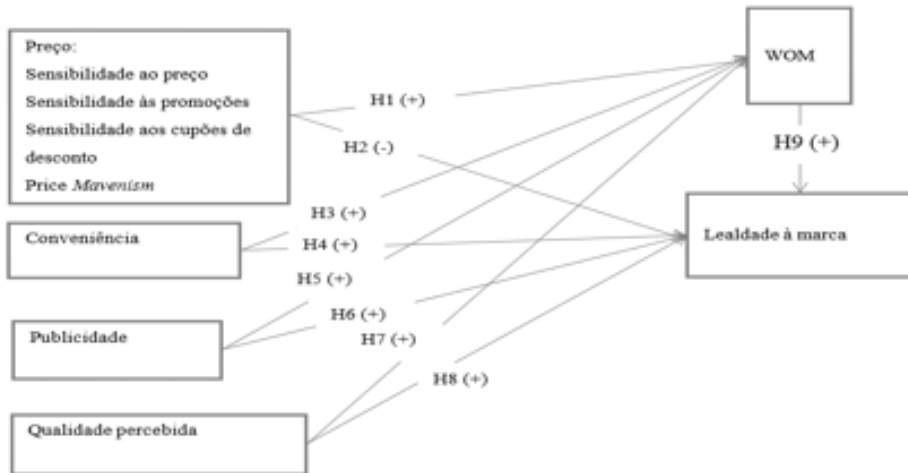 Preço:
Sensibilidade ao preço
Sensibilidade às promoções
Sensibilidade aos cupões de
desconto
Price Mavenism
WOM
H1 (+)
H2 (-)
H9 (+)
H3 (+)
Conveniência
H4 (+)
Lealdade à marca
H5 (+)
H6 (+)
Publicidade
H7 (+)
H8 (+)
Qualidade percebida